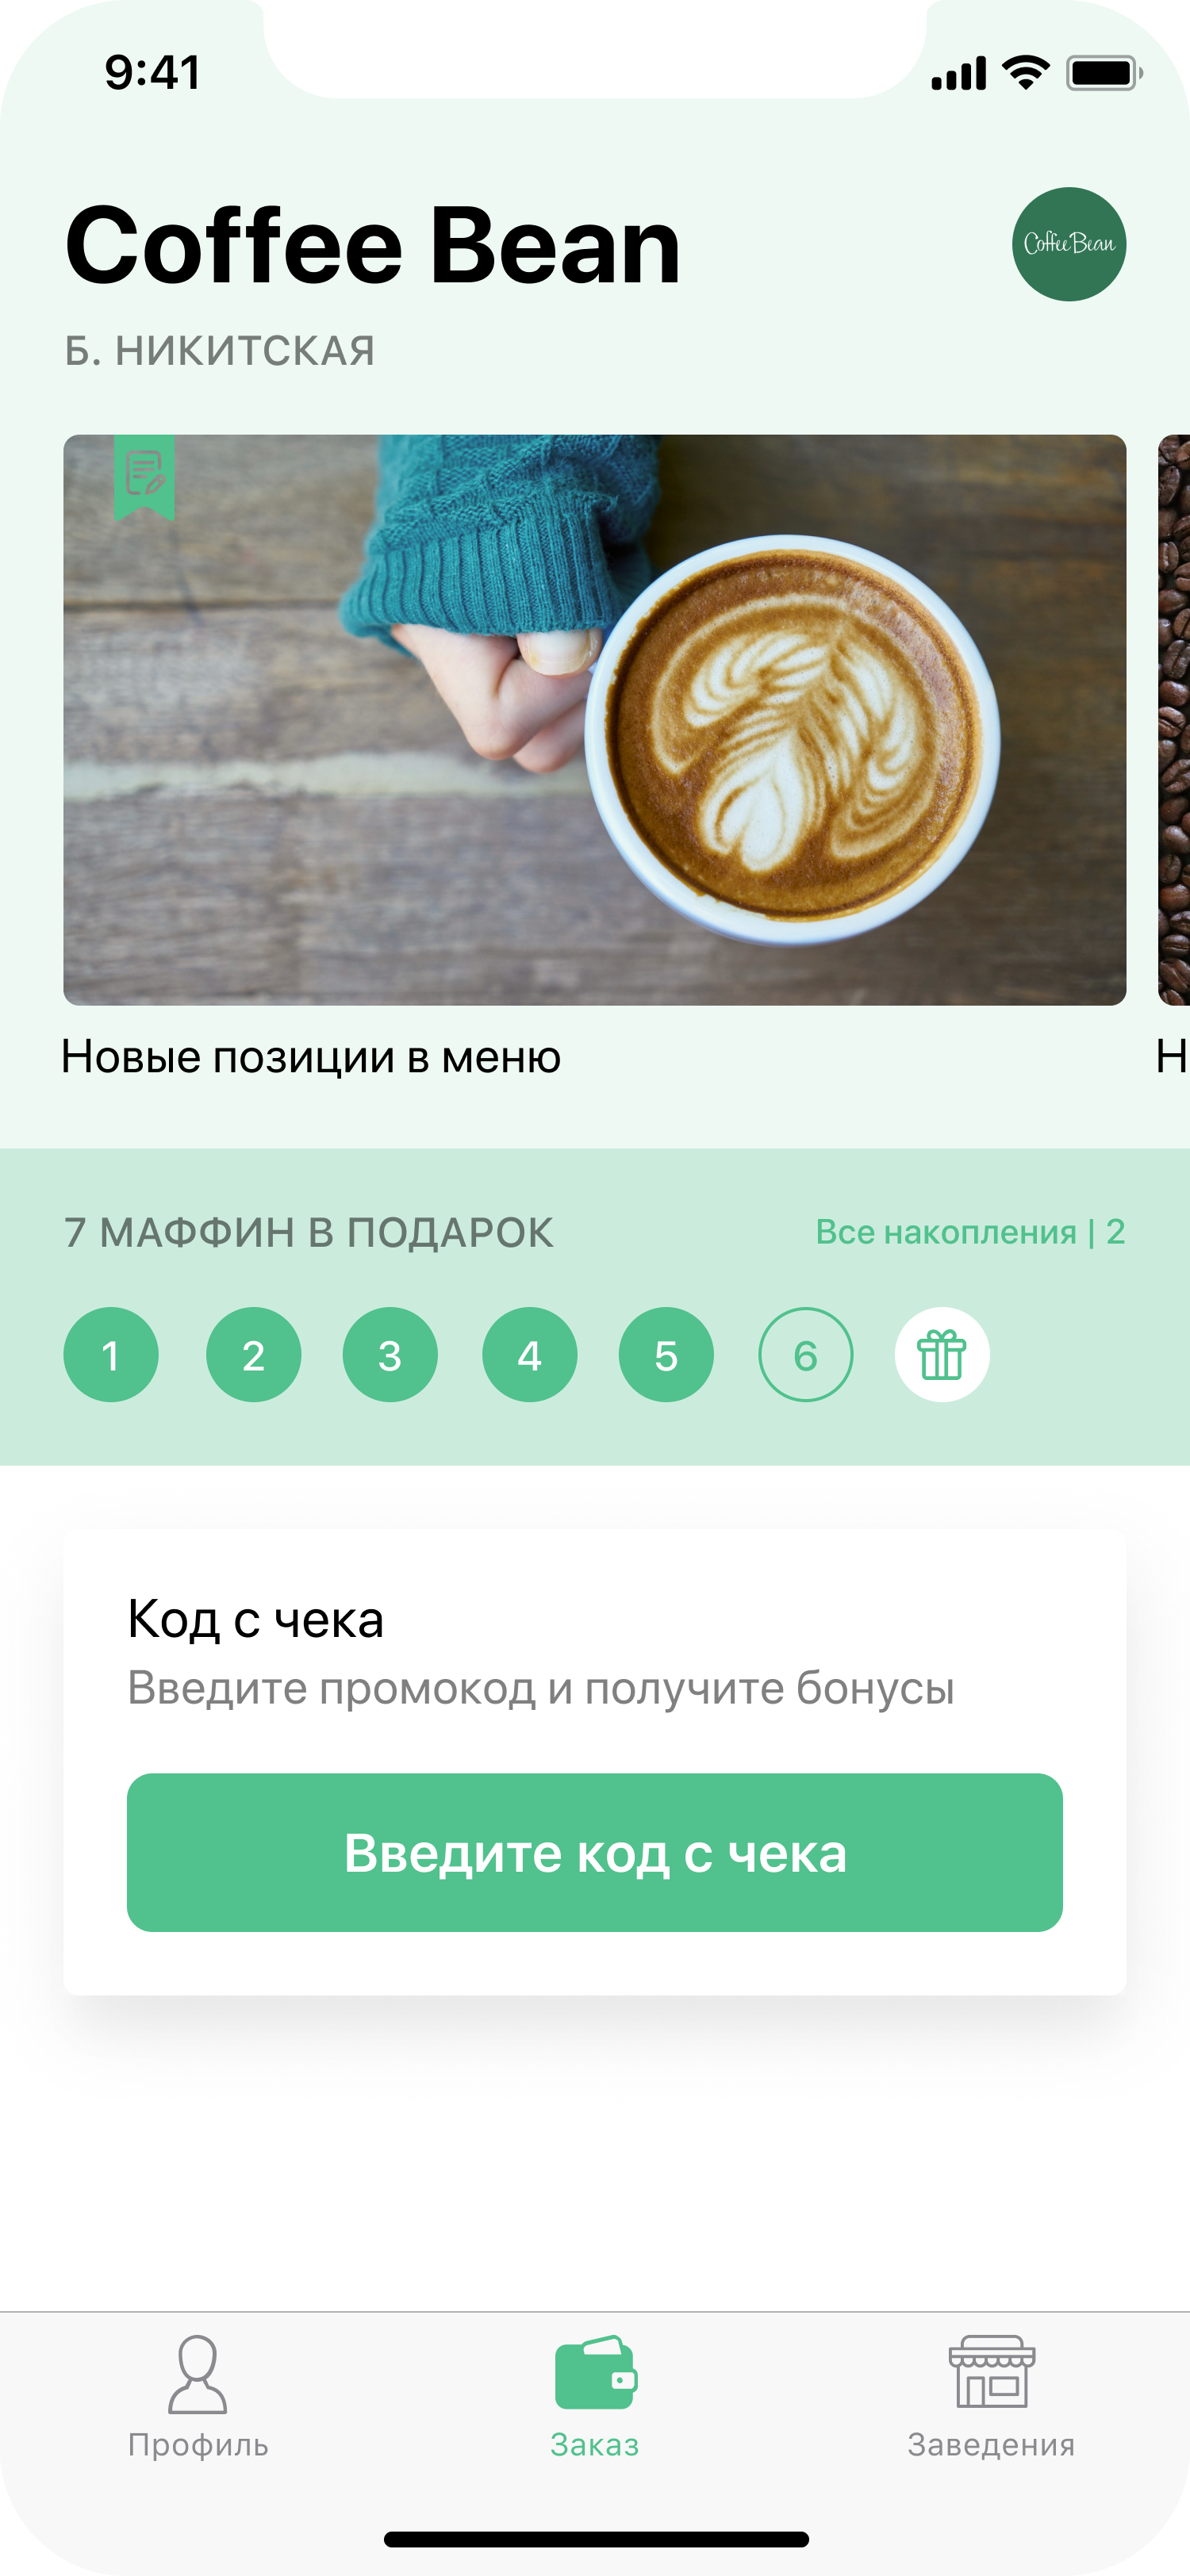 9:41
Coffee Bean
CoffeeBean
Б. НИКИТСКАЯ
Новые позиции в меню
Н
7 МАФФИН В ПОДАРОК
Все накопления | 2
1 2 3 4 5 6
Код с чека
Введите промокод и получите бонусы
Введите код с чека
Профиль
Заказ
Заведения